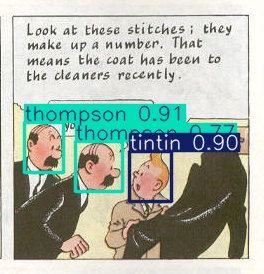 Look at these stitches ; they
make up a number. That
means the coat has been to
the cleaners recently.
thompson 0.91
thompson 0.77
tintin 0.90